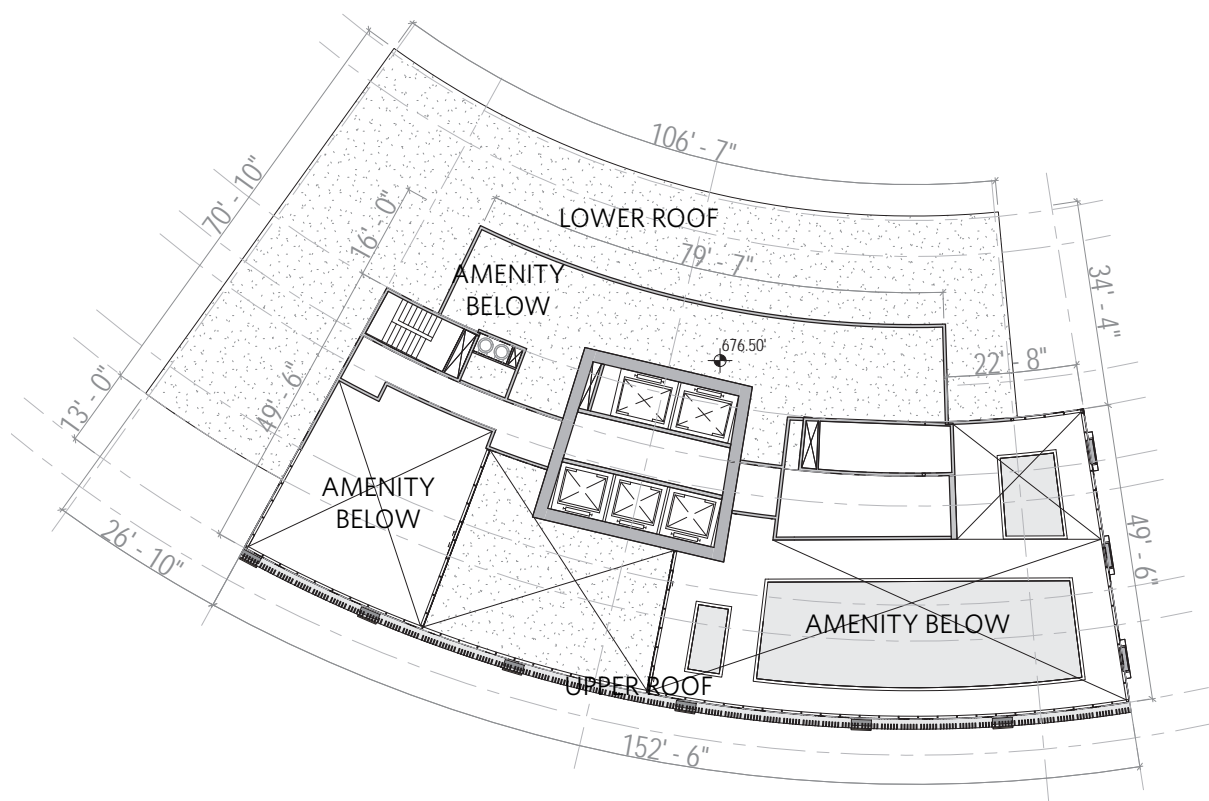 106' - 7"
70' - 10"
16' - 0"
LOWER ROOF
79' - 7"
AMENITY
BELOW
34' - 4"
676.50'
22' - 8"
13' - 0"
49' - 6"
AMENITY
BELOW
26' - 10"
49' - 6"
AMENITY BELOW
UPPER ROOF
152' - 6"